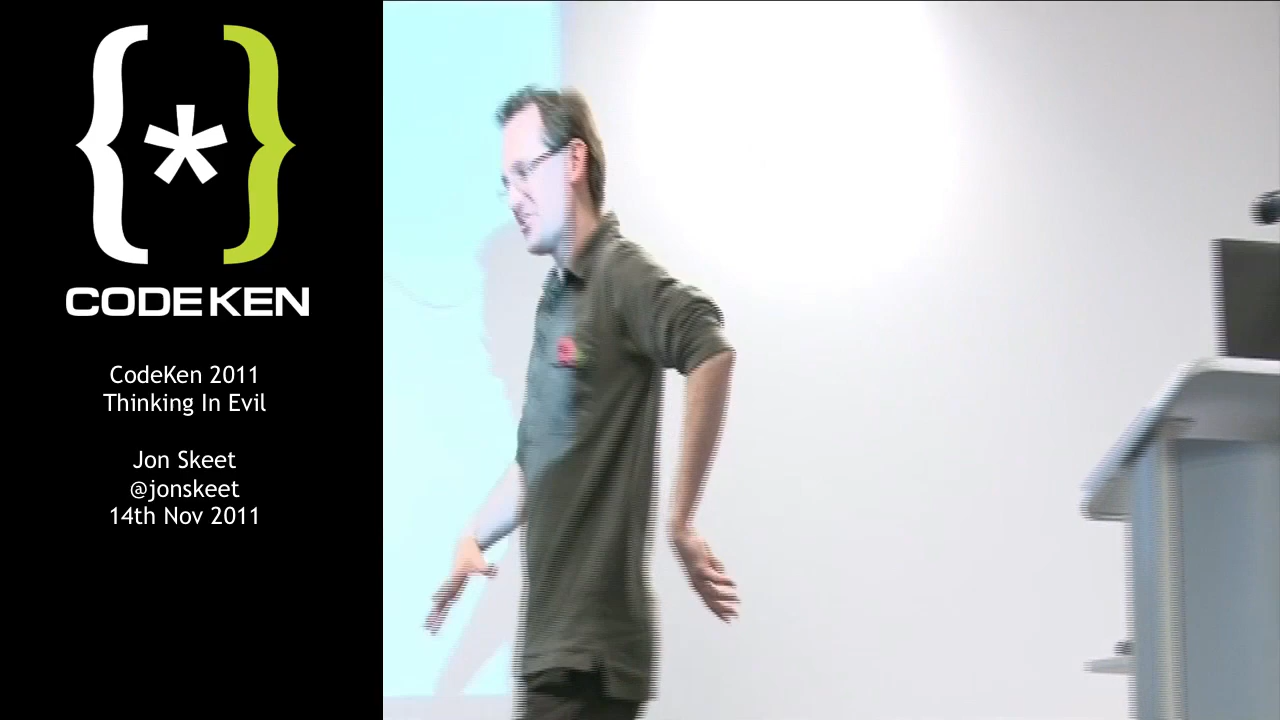 {*}
CODEKEN
CodeKen 2011
Thinking In Evil
Jon Skeet
@jonskeet
14th Nov 2011